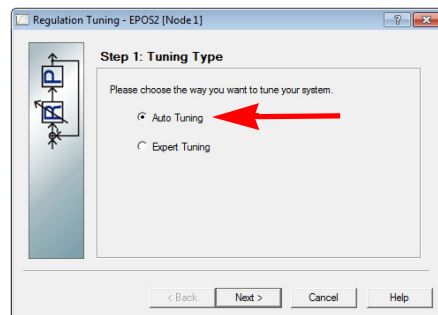 Regulation Tuning - EPOS2 [Node 1]
P
R
Step 1: Tuning Type
Please choose the way you want to tune your system.
Auto Tuning
Expert Tuning
< Back Next > Cancel Help